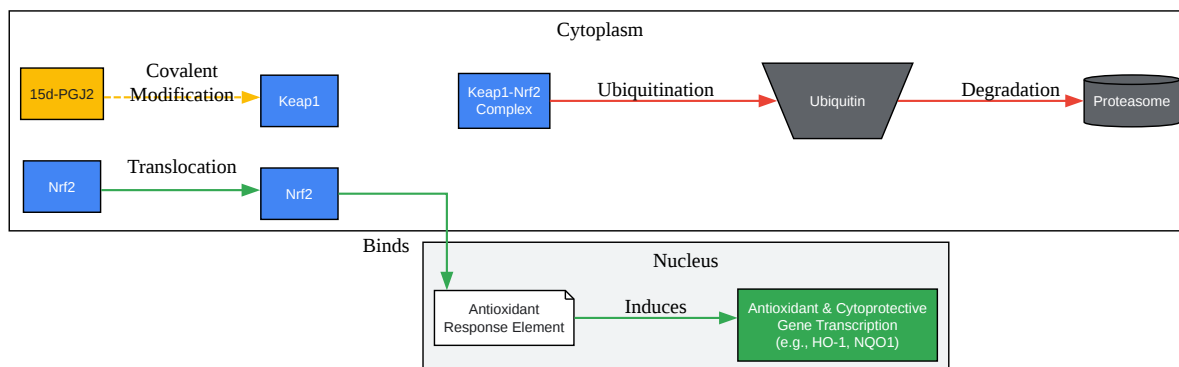 Cytoplasm
15d-PGJ2
Covalent
Modification
Keap1
Keap1-Nrf2
Complex
Ubiquitination
Ubiquitin
Degradation
Proteasome
Nrf2
Translocation
Nrf2
Binds
Nucleus
Antioxidant
Response Element
Induces
Antioxidant & Cytoprotective
Gene Transcription
(e.g., HO-1, NQO1)